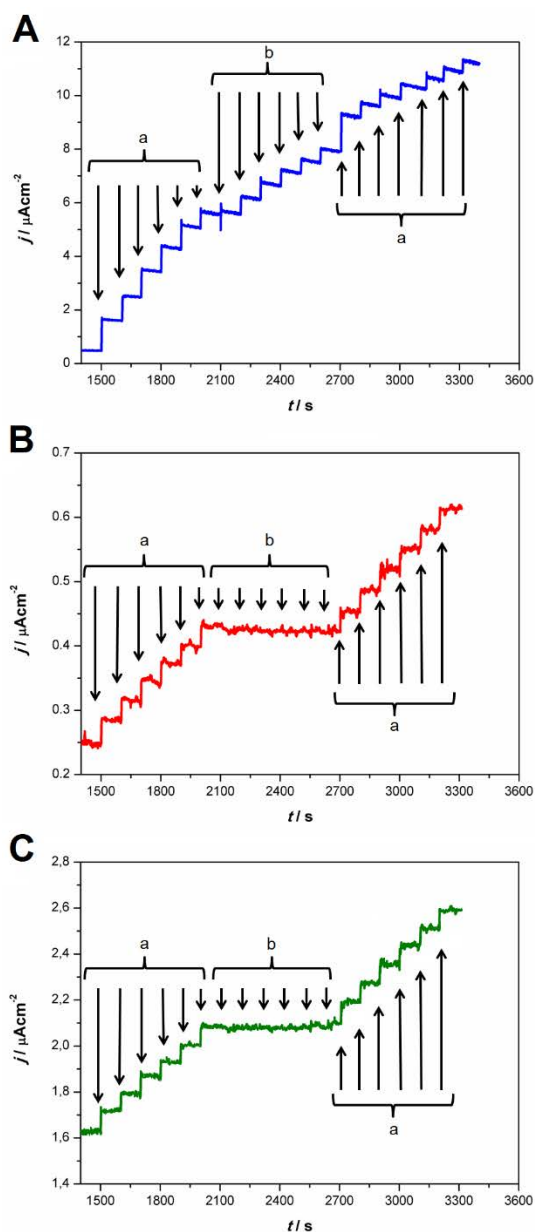 A
12
10
8
6
4
2
0
j / µAcm-2
a
b
a
1500 1800 2100 2400 2700 3000 3300 3600
t / s
B
0.7
0.6
0.5
0.4
0.3
0.2
j / µAcm-2
a
b
a
1500 1800 2100 2400 2700 3000 3300 3600
t / s
C
2,8
2,6
2,4
2,2
2,0
1,8
1,6
1,4
j / µAcm-2
a
b
a
1500 1800 2100 2400 2700 3000 3300 3600
t / s